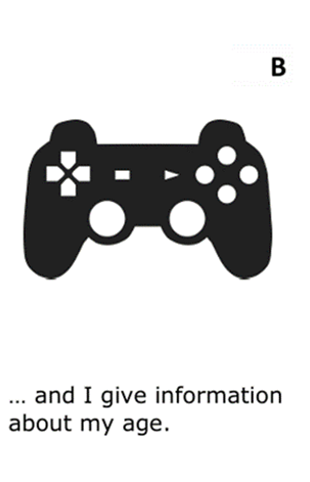 B
… and I give information
about my age.